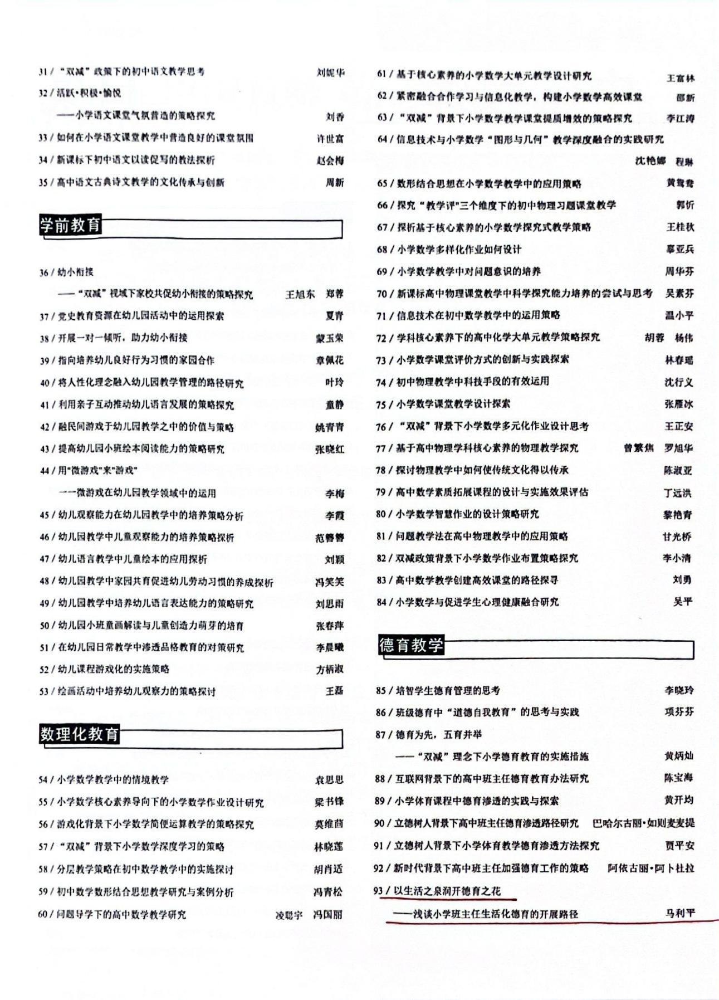 31 / “双减”政策下的初中语文教学思考 刘妮华
32 / 活跃·积极·愉悦
——小学语文课堂气氛营造的策略探究 刘香
33 / 如何在小学语文课堂教学中营造良好的课堂氛围 许世富
34 / 新课标下初中语文以读促写的教法探析 赵会梅
35 / 高中语文古典诗文教学的文化传承与创新 周新
学前教育
36 / 幼小衔接
——“双减”视域下家校共促幼小衔接的策略探究 王旭东 郑蓉
37 / 党史教育资源在幼儿园活动中的运用探索 夏青
38 / 开展一对一倾听，助力幼小衔接 蒙玉荣
39 / 指向培养幼儿良好行为习惯的家园合作 章佩花
40 / 将人性化理念融入幼儿园教学管理的路径研究 叶玲
41 / 利用亲子互动推动幼儿语言发展的策略探究 童静
42 / 融民间游戏于幼儿园教学之中的价值与策略 姚青青
43 / 提高幼儿园小班绘本阅读能力的策略研究 张晓红
44 / 用"微游戏"来"游戏"
——微游戏在幼儿园教学领域中的运用 李梅
45 / 幼儿观察能力在幼儿园教学中的培养策略分析 李霞
46 / 幼儿园教学中儿童观察能力的培养策略探析 范簪簪
47 / 幼儿语言教学中儿童绘本的应用探析 刘颖
48 / 幼儿园教学中家园共育促进幼儿劳动习惯的养成探析 冯笑笑
49 / 幼儿园教学中培养幼儿语言表达能力的策略研究 刘思雨
50 / 幼儿园小班童画解读与儿童创造力萌芽的培育 张春萍
51 / 在幼儿园日常教学中渗透品格教育的对策研究 李晨曦
52 / 幼儿课程游戏化的实施策略 方柄淑
53 / 绘画活动中培养幼儿观察力的策略探讨 王磊
数理化教育
54 / 小学数学教学中的情境教学 袁思思
55 / 小学数学核心素养导向下的小学数学作业设计研究 梁书锋
56 / 游戏化背景下小学数学简便运算教学的策略探究 莫维茴
57 / “双减”背景下小学数学深度学习的策略 林晓莲
58 / 分层教学策略在初中数学教学中的实施探讨 胡肖适
59 / 初中数学数形结合思想教学研究与案例分析 冯青松
60 / 问题导学下的高中数学教学研究 凌聪宇 冯国丽
61 / 基于核心素养的小学数学大单元教学设计研究 王富林
62 / 紧密融合合作学习与信息化教学，构建小学数学高效课堂 邵新
63 / “双减”背景下小学数学教学课堂提质增效的策略探究 李江涛
64 / 信息技术与小学数学“图形与几何”教学深度融合的实践研究
沈艳娜 程琳
65 / 数形结合思想在小学数学教学中的应用策略 黄鸳鸯
66 / 探究“教学评"三个维度下的初中物理习题课堂教学 郭忻
67 / 探析基于核心素养的小学数学探究式教学策略 王桂秋
68 / 小学数学多样化作业如何设计 辜亚兵
69 / 小学数学教学中对问题意识的培养 周华芬
70 / 新课标高中物理课堂教学中科学探究能力培养的尝试与思考 吴素芬
71 / 信息技术在初中数学教学中的运用策略 温小平
72 / 学科核心素养下的高中化学大单元教学策略探究 胡蓉 杨伟
73 / 小学数学课堂评价方式的创新与实践探索 林春瑶
74 / 初中物理教学中科技手段的有效运用 沈行义
75 / 小学数学课堂教学设计探索 张雁冰
76 / “双减”背景下小学数学多元化作业设计思考 王正安
77 / 基于高中物理学科核心素养的物理教学探究 曾繁焦 罗旭华
78 / 探讨物理教学中如何使传统文化得以传承 陈淑亚
79 / 高中数学素质拓展课程的设计与实施效果评估 丁远洪
80 / 小学数学智慧作业的设计策略研究 黎艳青
81 / 问题教学法在高中物理教学中的应用策略 甘光桥
82 / 双减政策背景下小学数学作业布置策略探究 李小清
83 / 高中数学教学创建高效课堂的路径探寻 刘勇
84 / 小学数学与促进学生心理健康融合研究 吴平
德育教学
85 / 培智学生德育管理的思考 李晓玲
86 / 班级德育中“道德自我教育”的思考与实践 项芬芬
87 / 德育为先，五育并举
——“双减”理念下小学德育教育的实施措施 黄炳灿
88 / 互联网背景下的高中班主任德育教育办法研究 陈宝海
89 / 小学体育课程中德育渗透的实践与探索 黄开均
90 / 立德树人背景下高中班主任德育渗透路径研究 巴哈尔古丽·如则麦麦提
91 / 立德树人背景下小学体育教学德育渗透方法探究 贾平安
92 / 新时代背景下高中班主任加强德育工作的策略 阿依古丽·阿卜杜拉
93 / 以生活之泉润开德育之花
——浅谈小学班主任生活化德育的开展路径 马利平